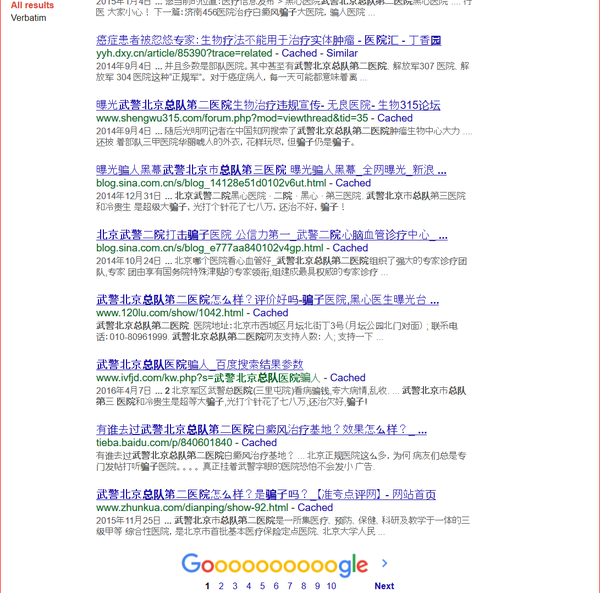 All results
Verbatim
医大家小心！下一篇:济南456医院治疗白癜风骗子大医院，骗人医院 ...
癌症患者被忽悠专家: 生物疗法不能用于治疗实体肿瘤 - 医院汇 - 丁香园
yyh.dxy.cn/article/85390?trace=related - Cached - Similar
2014年9月4日 ... 并且多数是部队医院。其中甚至有武警北京总队第二医院、解放军307 医院、解
放军 304 医院这种"正规军"。对于癌症病人，每一天可能都意味着离 ...
曝光武警北京总队第二医院生物治疗违规宣传- 无良医院- 生物315论坛
www.shengwu315.com/forum.php?mod=viewthread&tid=35 - Cached
2014年9月4日 ... 随后光明网记者在中国知网搜索了武警北京总队第二医院肿瘤生物中心大力 ....
还披 着部队三甲医院华丽唬人的外衣，花样玩尽，但骗子仍是骗子。
曝光骗人黑幕武警北京市总队第三医院 曝光骗人黑幕_全网曝光_新浪 ...
blog.sina.com.cn/s/blog_14128e51d0102v6ut.html - Cached
2014年12月31日 ... 北京武警二院黑心医院 · 二院 · 黑心 · 第三医院. 武警北京市总队第三医院
和冷贵生 是超级大骗子，光打个针花了七八万，还治不好，骗子！
北京武警二院打击骗子医院 公信力第一_武警二院心脑血管诊疗中心_ ...
blog.sina.com.cn/s/blog_e777aa840102v4gp.html - Cached
2014年10月24日 ... 北京哪个医院看心血管好_武警北京总队第二医院组织了强大的专家诊疗团
队,专家 团由享有国务院特殊津贴的专家领衔,组建成最具权威的专家诊疗 ...
武警北京总队第二医院怎么样？评价好吗-骗子医院,黑心医生曝光台 ...
www.120lu.com/show/1042.html - Cached
武警北京总队第二医院. 医院地址：北京市西城区月坛北街丁3号（月坛公园北门对面）; 联系电
话: 010-80961999. 武警北京总队第二医院网友支持人数: 人; 支持一下 ...
武警北京总队医院骗人_百度搜索结果参数
www.ivfjd.com/kw.php?s=武警北京总队医院骗人 - Cached
2016年4月7日 ... 2 北京军区武警总医院(三里屯院)看病骗钱,夸大病情,乱收. ... 武警北京市总队
第三 医院和冷贵生是超等大骗子,光打个针花了七八万,还治欠好,骗子!
有谁去过武警北京总队第二医院白癜风治疗基地？效果怎么样？_ ...
tieba.baidu.com/p/840601840 - Cached
有谁去过武警北京总队第二医院白癜风治疗基地？ ... 北京正规医院这么多，为何 病友们总是专
门发帖打听骗子医院。。。。真正挂着武警字眼的医院恐怕不会发小 广告.
武警北京总队第二医院怎么样？是骗子吗？_【准夸点评网】 - 网站首页
www.zhunkua.com/dianping/show-92.html - Cached
2015年11月25日 ... 武警北京市总队第二医院是一所集医疗、预防、保健、科研及教学于一体的三
级甲等 综合性医院，是北京市首批基本医疗保险定点医院、北京大学人民 ...
Goooooooooogle >
1 2 3 4 5 6 7 8 9 10 Next